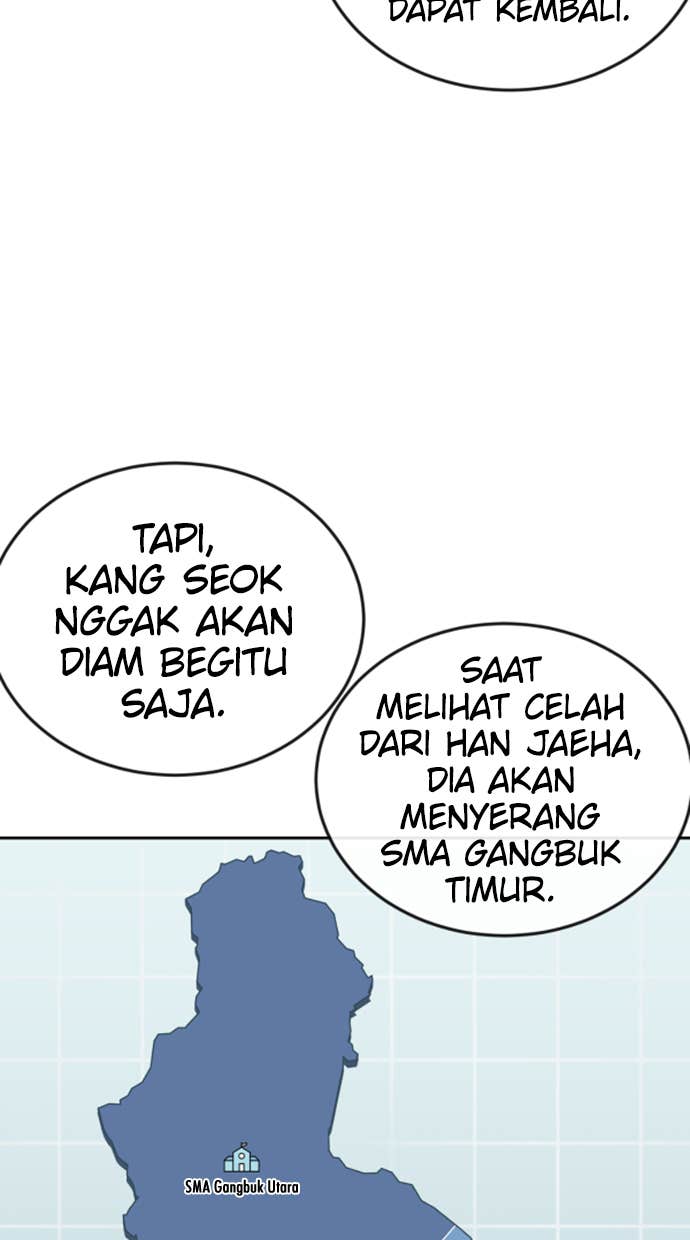 DAPAT KEMBALI.
TAPI,
KANG SEOK
NGGAK AKAN
DIAM BEGITU
SAJA.
SAAT
MELIHAT CELAH
DARI HAN JAEHA,
DIA AKAN
MENYERANG
SMA GANGBUK
TIMUR.
SMA Gangbuk Utara